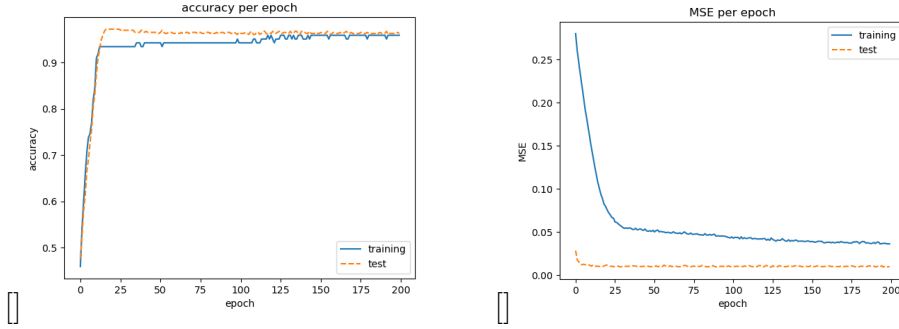 accuracy per epoch
0.9
0.8
0.7
0.6
0.5
accuracy
training
test
0 25 50 75 100 125 150 175 200
epoch
[]
MSE per epoch
training
test
0.25
0.20
0.15
0.10
0.05
0.00
MSE
0 25 50 75 100 125 150 175 200
epoch
[]